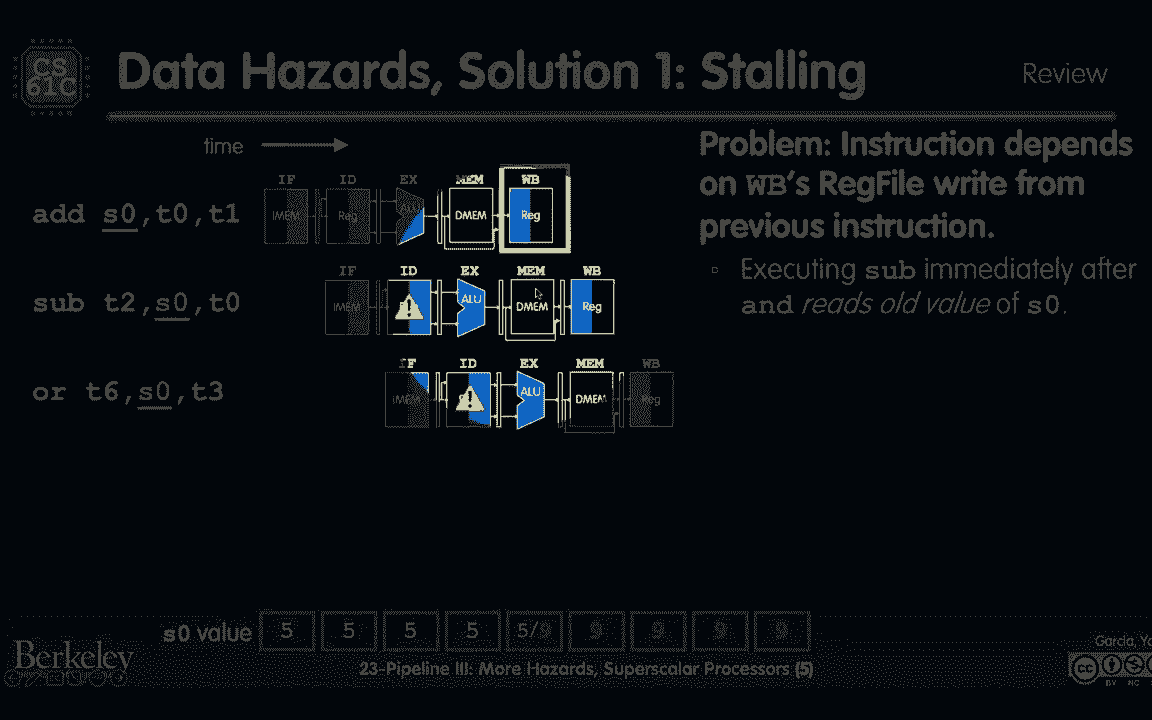 CS
61C
Data Hazards, Solution 1: Stalling
Review
time
Problem: Instruction depends
on WB's RegFile write from
previous instruction.
▫ Executing sub immediately after
and reads old value of s0.
IF ID EX MEM WB
add s0,t0,t1
IMEM Reg ALU DMEM Reg
IF ID EX MEM WB
sub t2,s0,t0
IMEM ALU DMEM Reg
IF ID EX MEM WB
or t6,s0,t3
IMEM ALU DMEM Reg
s0 value 5 5 5 5 5/9 9 9 9 9
Berkeley
23-Pipeline III: More Hazards, Superscalar Processors (5)
Garcia,
cc
BY NC